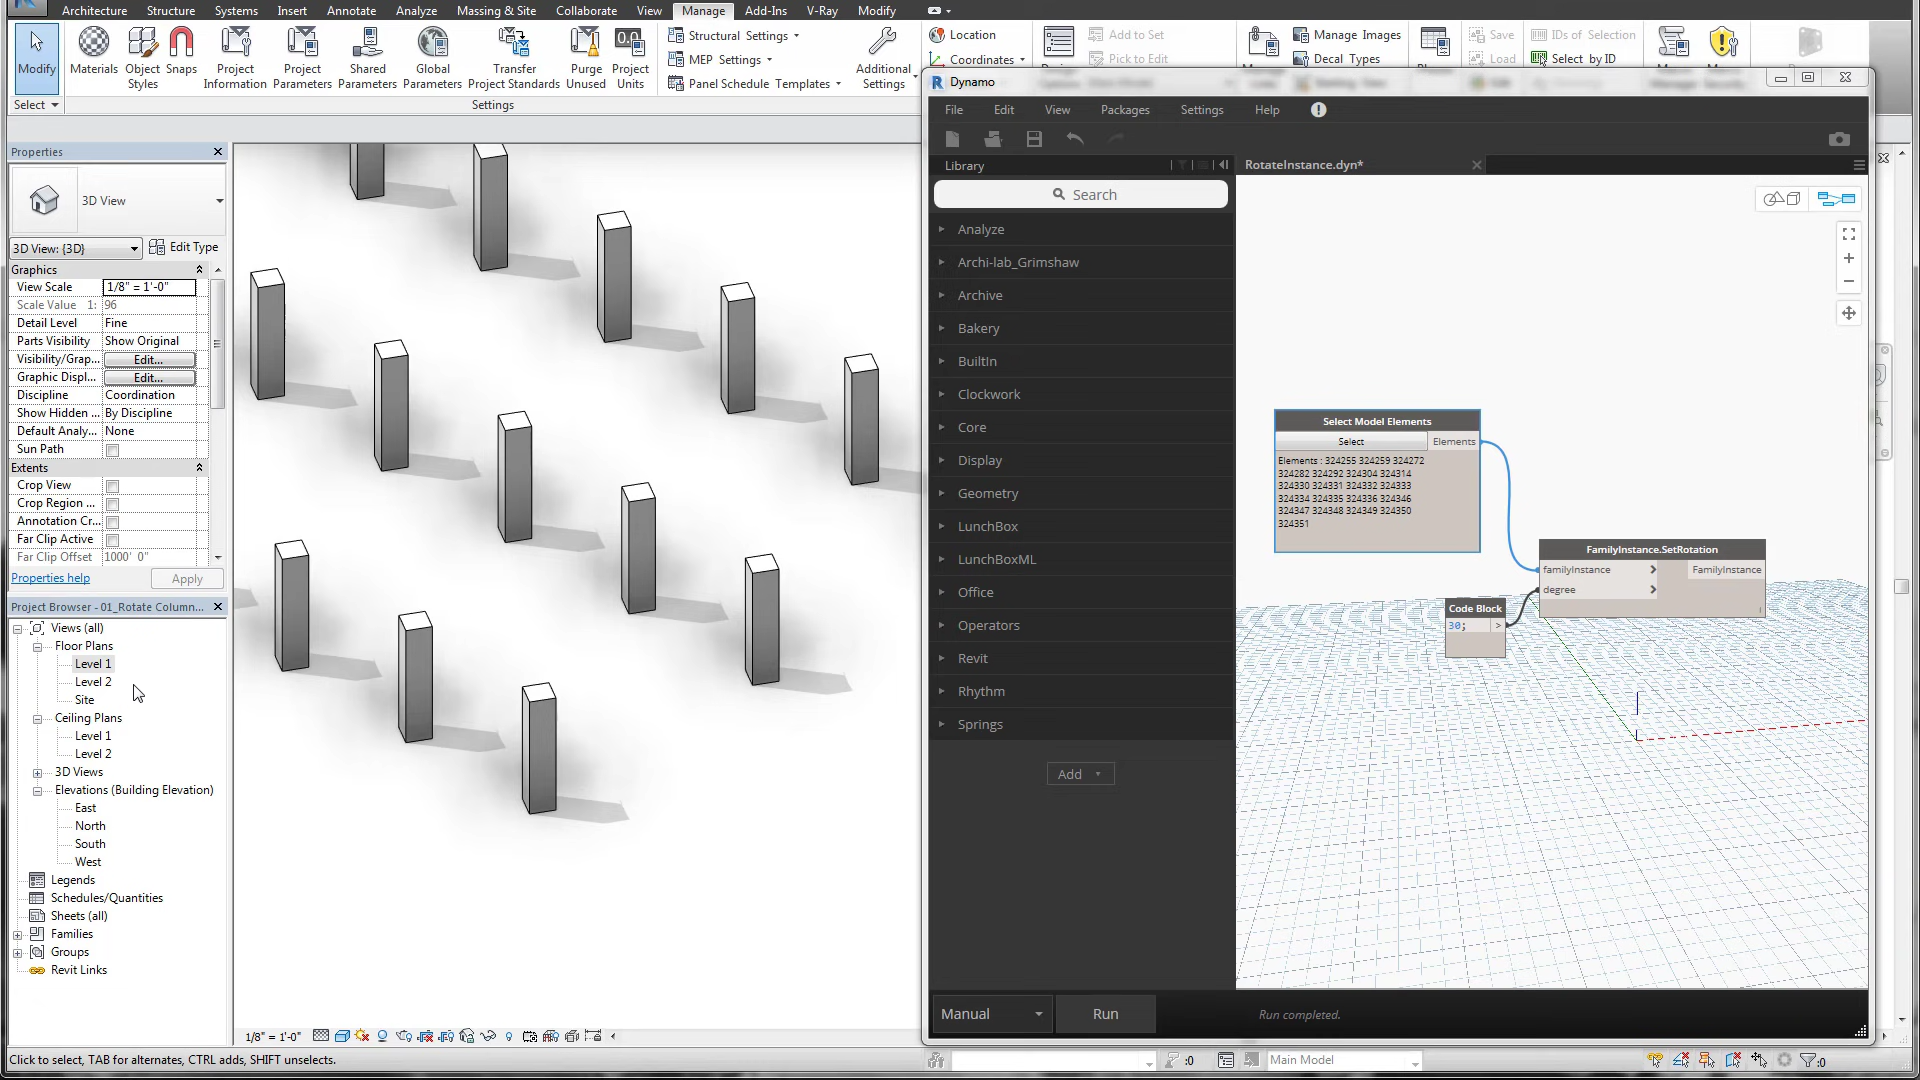 Architecture Structure Systems Insert Annotate Analyze Massing & Site Collaborate View Manage Add-Ins V-Ray Modify
Modify
Materials
Object Styles
Snaps
Project Information
Project Parameters
Shared Parameters
Global Parameters
Transfer Project Standards
Purge Unused
Project Units
Structural Settings
MEP Settings
Panel Schedule Templates
Additional Settings
Location
Coordinates
Add to Set
Pick to Edit
Manage Images
Decal Types
Save
Load
IDs of Selection
Select by ID
Select
Settings
Properties
3D View
3D View: {3D} Edit Type
Graphics
View Scale 1/8" = 1'-0"
Scale Value 1: 96
Detail Level Fine
Parts Visibility Show Original
Visibility/Grap... Edit...
Graphic Displ... Edit...
Discipline Coordination
Show Hidden ... By Discipline
Default Analy... None
Sun Path
Extents
Crop View
Crop Region ...
Annotation Cr...
Far Clip Active
Far Clip Offset 1000' 0"
Properties help Apply
Project Browser - 01_Rotate Column...
Views (all)
Floor Plans
Level 1
Level 2
Site
Ceiling Plans
Level 1
Level 2
3D Views
Elevations (Building Elevation)
East
North
South
West
Legends
Schedules/Quantities
Sheets (all)
Families
Groups
Revit Links
1/8" = 1'-0"
Click to select, TAB for alternates, CTRL adds, SHIFT unselects.
:0
Main Model
:0
R Dynamo
File Edit View Packages Settings Help
Library
RotateInstance.dyn*
Search
Analyze
Archi-lab_Grimshaw
Archive
Bakery
BuiltIn
Clockwork
Core
Display
Geometry
LunchBox
LunchBoxML
Office
Operators
Revit
Rhythm
Springs
Add
Select Model Elements
Select Elements
Elements : 324255 324259 324272
324282 324292 324304 324314
324330 324331 324332 324333
324334 324335 324336 324346
324347 324348 324349 324350
324351
FamilyInstance.SetRotation
familyInstance > FamilyInstance
degree >
Code Block
30; >
Manual Run Run completed.